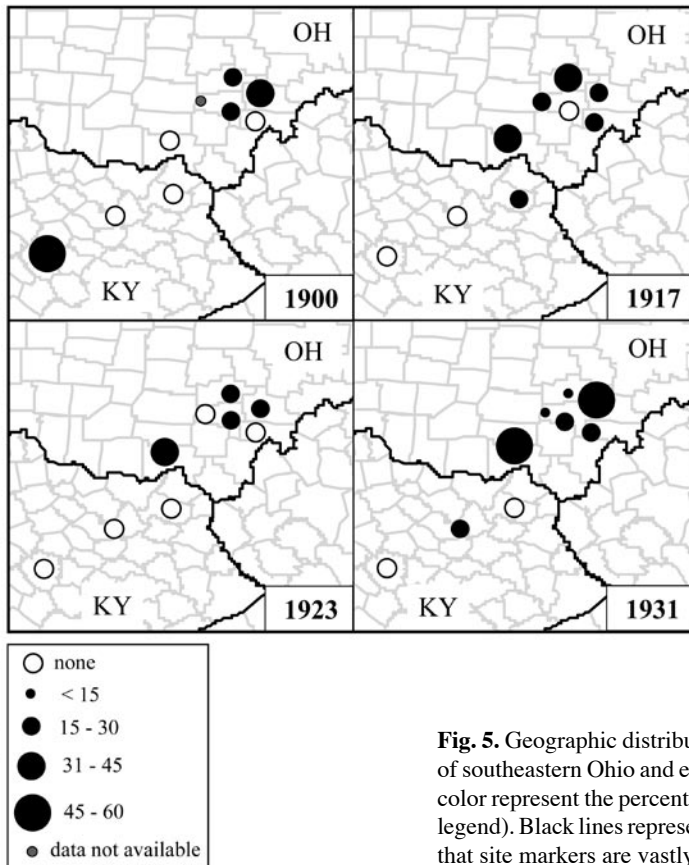 OH
KY
1900
OH
KY
1917
OH
KY
1923
OH
KY
1931
none
< 15
15 - 30
31 - 45
45 - 60
data not available
Fig. 5. Geographic distribu
of southeastern Ohio and e
color represent the percent
legend). Black lines represe
that site markers are vastly